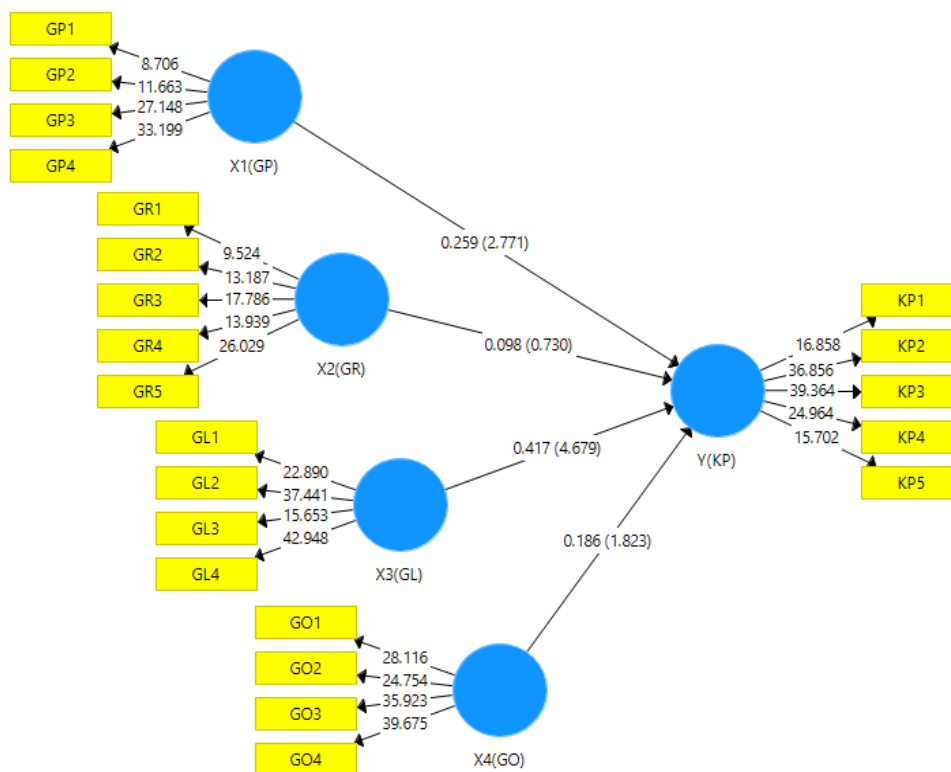 GP1
GP2
GP3
GP4
8.706
11.663
27.148
33.199
X1(GP)
GR1
GR2
GR3
GR4
GR5
9.524
13.187
17.786
13.939
26.029
X2(GR)
GL1
GL2
GL3
GL4
22.890
37.441
15.653
42.948
X3(GL)
GO1
GO2
GO3
GO4
28.116
24.754
35.923
39.675
X4(GO)
0.259 (2.771)
0.098 (0.730)
0.417 (4.679)
0.186 (1.823)
Y(KP)
16.858
36.856
39.364
24.964
15.702
KP1
KP2
KP3
KP4
KP5